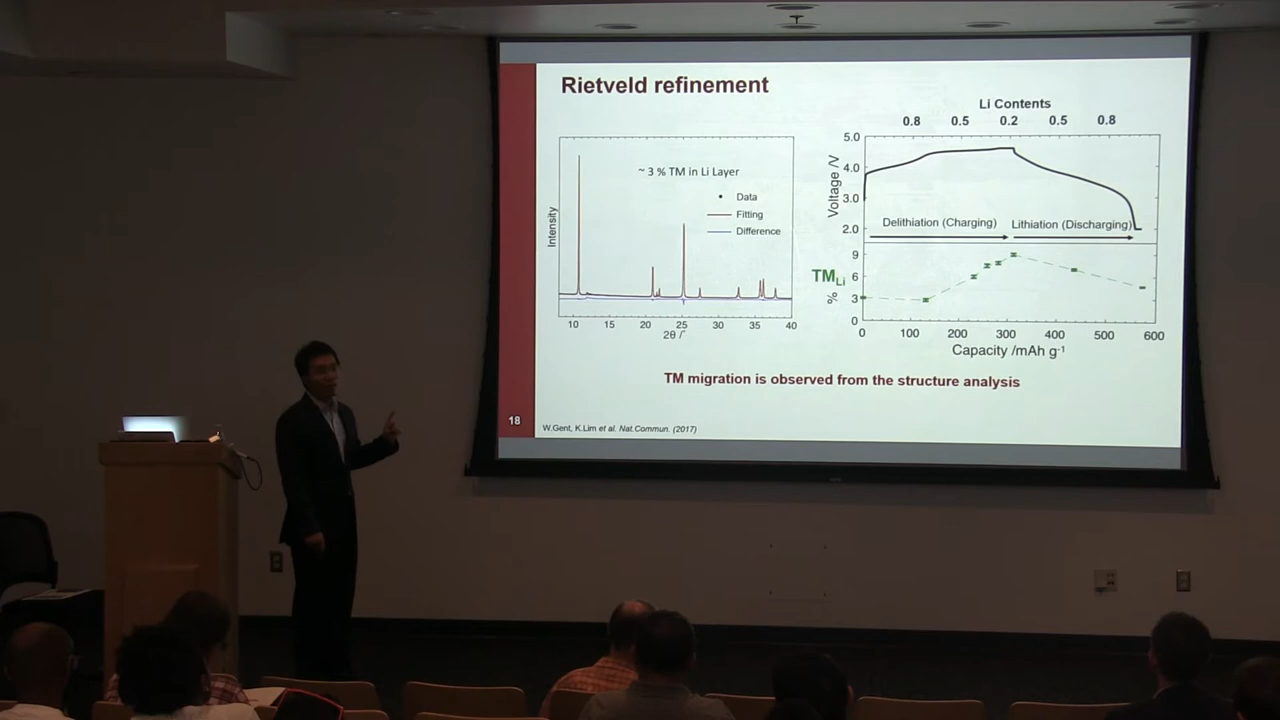 Rietveld refinement
~ 3 % TM in Li Layer
Data
Fitting
Difference
Intensity
10 15 20 25 30 35 40
2θ /°
Li Contents
0.8 0.5 0.2 0.5 0.8
5.0
4.0
3.0
2.0
Voltage /V
Delithiation (Charging) Lithiation (Discharging)
TMLi
%
9
6
3
0
0 100 200 300 400 500 600
Capacity /mAh g-1
TM migration is observed from the structure analysis
18
W.Gent, K.Lim et al. Nat.Commun. (2017)